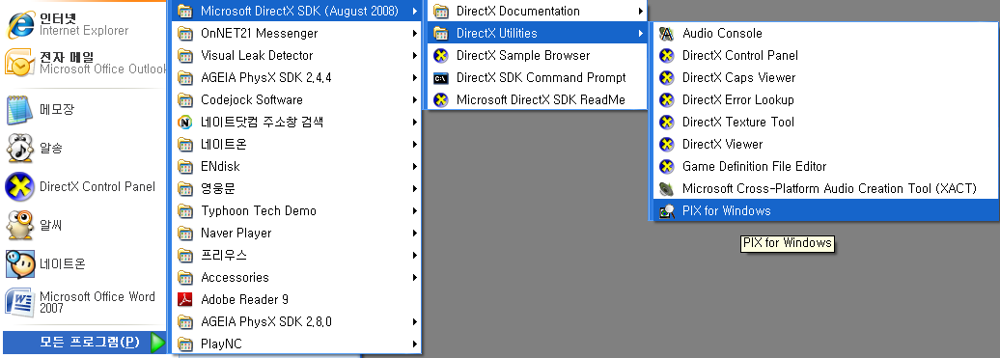 인터넷
Internet Explorer
전자 메일
Microsoft Office Outlook
메모장
알송
DirectX Control Panel
알씨
네이트온
Microsoft Office Word
2007
모든 프로그램(P)
Microsoft DirectX SDK (August 2008)
OnNET21 Messenger
Visual Leak Detector
AGEIA PhysX SDK 2,4,4
Codejock Software
네이트닷컴 주소창 검색
네이트온
ENdisk
영웅문
Typhoon Tech Demo
Naver Player
프리우스
Accessories
Adobe Reader 9
AGEIA PhysX SDK 2,8,0
PlayNC
DirectX Documentation
DirectX Utilities
DirectX Sample Browser
DirectX SDK Command Prompt
Microsoft DirectX SDK ReadMe
Audio Console
DirectX Control Panel
DirectX Caps Viewer
DirectX Error Lookup
DirectX Texture Tool
DirectX Viewer
Game Definition File Editor
Microsoft Cross-Platform Audio Creation Tool (XACT)
PIX for Windows
PIX for Windows